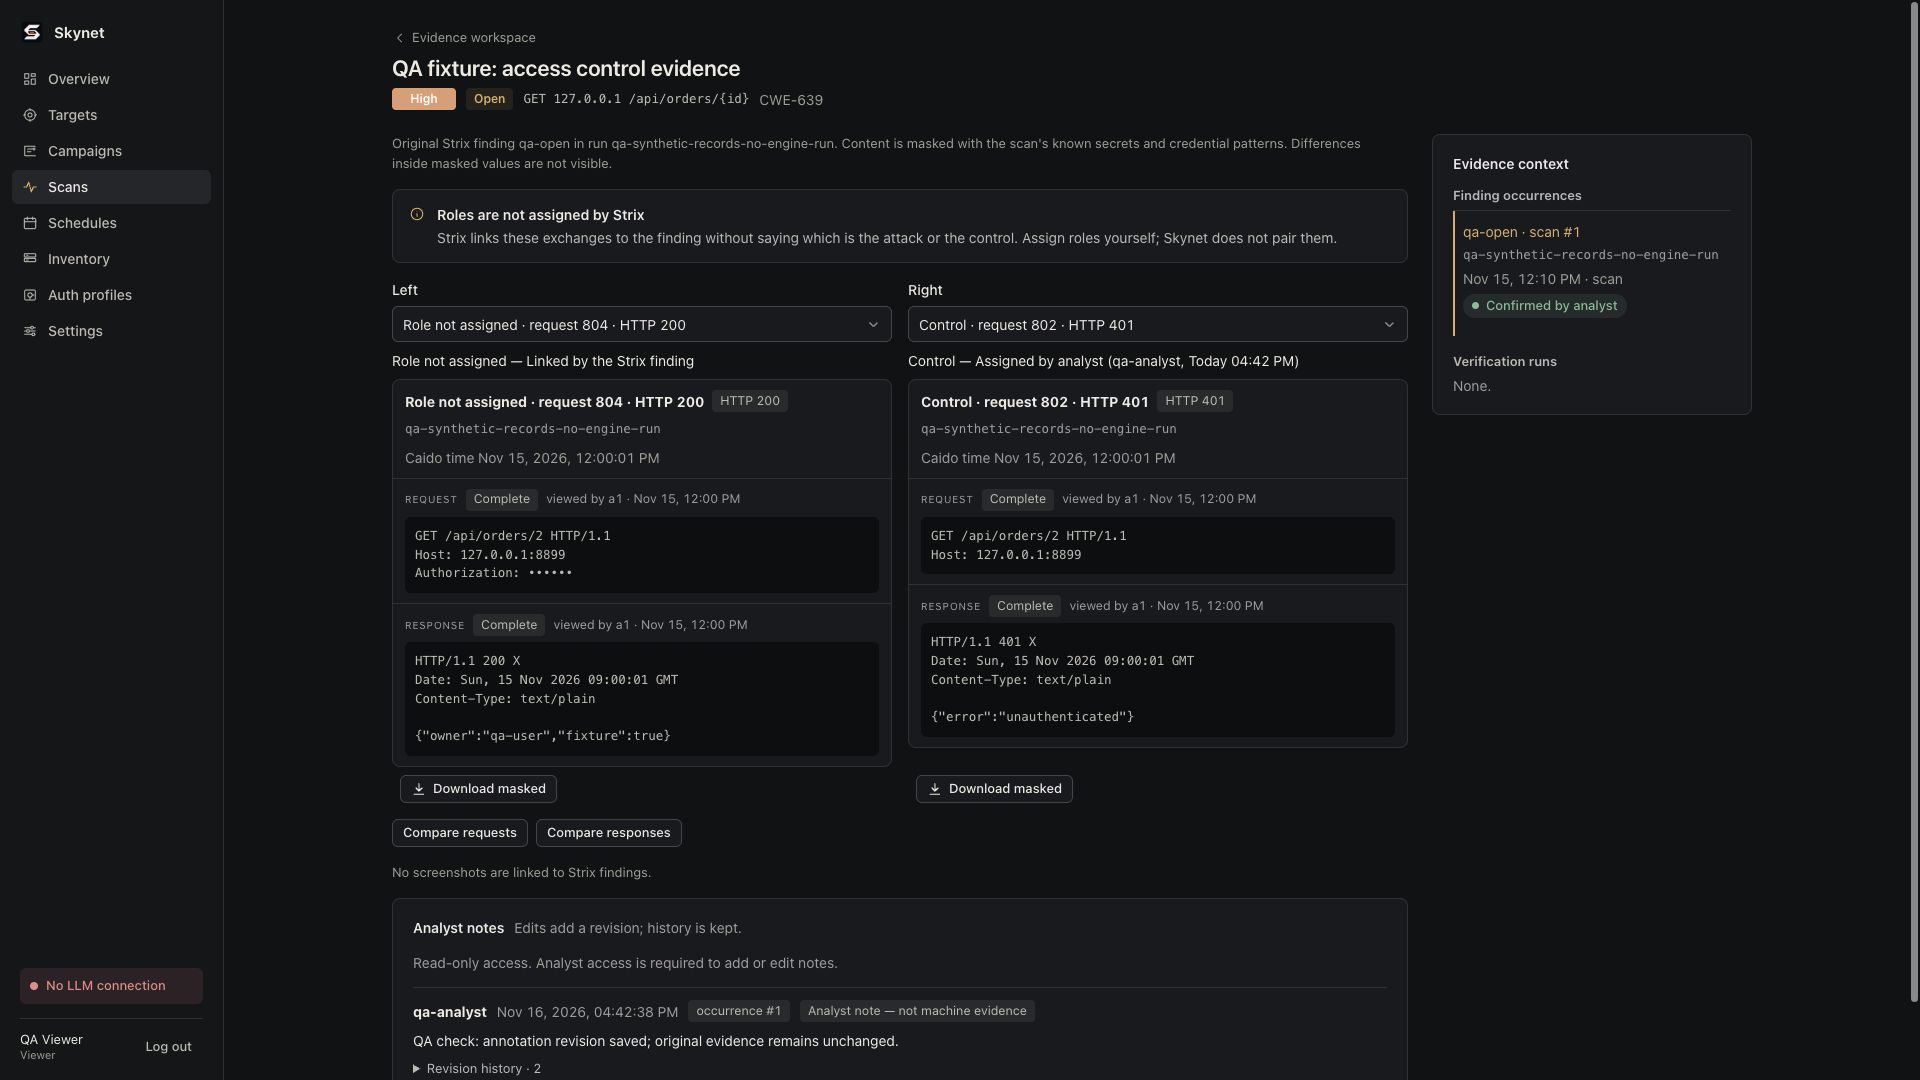 Skynet
Overview
Targets
Campaigns
Scans
Schedules
Inventory
Auth profiles
Settings
No LLM connection
QA Viewer
Viewer
Log out
Evidence workspace
QA fixture: access control evidence
High
Open
GET 127.0.0.1 /api/orders/{id}
CWE-639
Original Strix finding qa-open in run qa-synthetic-records-no-engine-run. Content is masked with the scan's known secrets and credential patterns. Differences
inside masked values are not visible.
Roles are not assigned by Strix
Strix links these exchanges to the finding without saying which is the attack or the control. Assign roles yourself; Skynet does not pair them.
Left
Role not assigned · request 804 · HTTP 200
Role not assigned — Linked by the Strix finding
Role not assigned · request 804 · HTTP 200
HTTP 200
qa-synthetic-records-no-engine-run
Caido time Nov 15, 2026, 12:00:01 PM
REQUEST
Complete
viewed by a1 · Nov 15, 12:00 PM
GET /api/orders/2 HTTP/1.1
Host: 127.0.0.1:8899
Authorization: ••••••
RESPONSE
Complete
viewed by a1 · Nov 15, 12:00 PM
HTTP/1.1 200 X
Date: Sun, 15 Nov 2026 09:00:01 GMT
Content-Type: text/plain
{"owner":"qa-user","fixture":true}
Download masked
Right
Control · request 802 · HTTP 401
Control — Assigned by analyst (qa-analyst, Today 04:42 PM)
Control · request 802 · HTTP 401
HTTP 401
qa-synthetic-records-no-engine-run
Caido time Nov 15, 2026, 12:00:01 PM
REQUEST
Complete
viewed by a1 · Nov 15, 12:00 PM
GET /api/orders/2 HTTP/1.1
Host: 127.0.0.1:8899
RESPONSE
Complete
viewed by a1 · Nov 15, 12:00 PM
HTTP/1.1 401 X
Date: Sun, 15 Nov 2026 09:00:01 GMT
Content-Type: text/plain
{"error":"unauthenticated"}
Download masked
Compare requests
Compare responses
No screenshots are linked to Strix findings.
Analyst notes
Edits add a revision; history is kept.
Read-only access. Analyst access is required to add or edit notes.
qa-analyst
Nov 16, 2026, 04:42:38 PM
occurrence #1
Analyst note — not machine evidence
QA check: annotation revision saved; original evidence remains unchanged.
Revision history · 2
Evidence context
Finding occurrences
qa-open · scan #1
qa-synthetic-records-no-engine-run
Nov 15, 12:10 PM · scan
Confirmed by analyst
Verification runs
None.